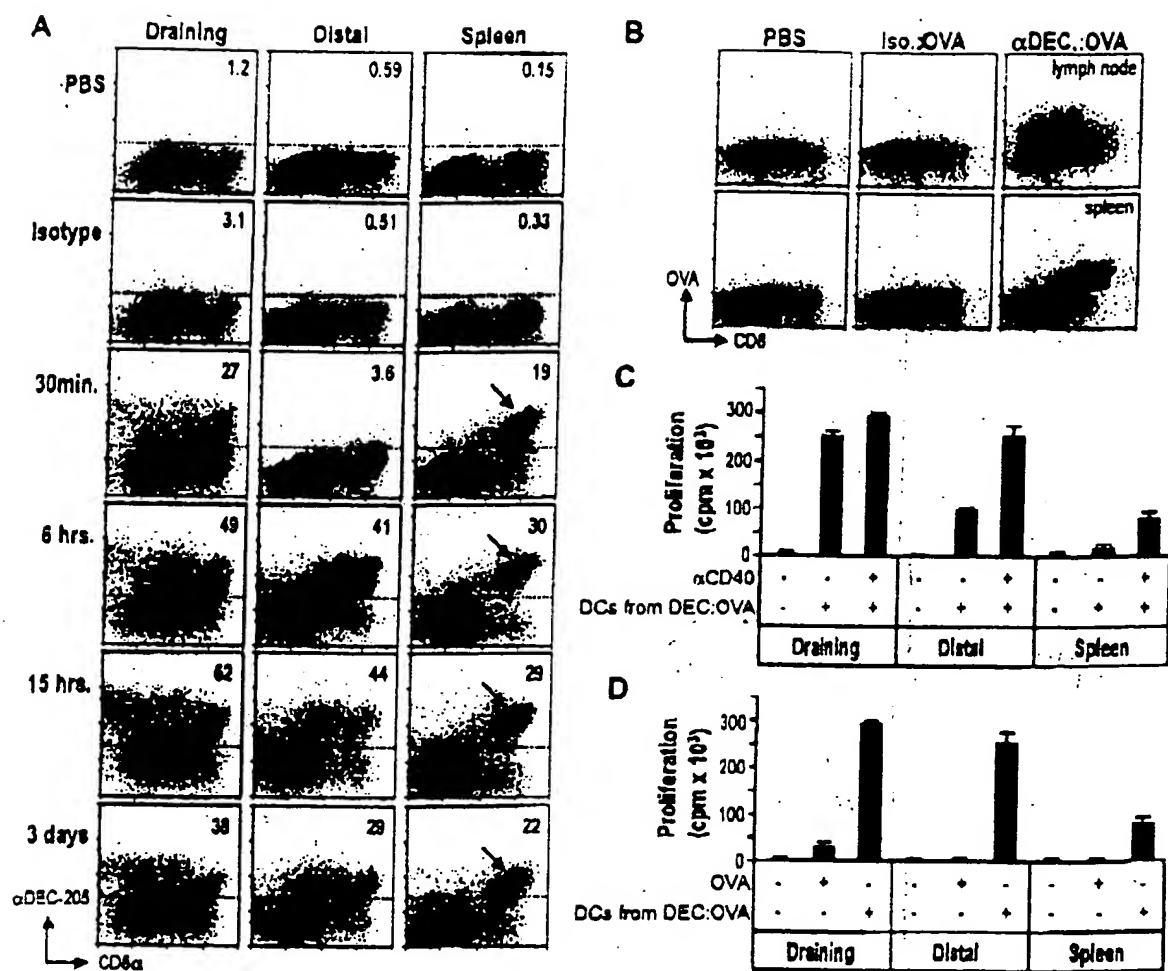 A
Draining Distal Spleen
PBS
1.2 0.59 0.15
Isotype
3.1 0.51 0.33
30min.
27 3.6 19
6 hrs.
49 41 30
15 hrs.
62 44 29
3 days
38 29 22
αDEC-205
CD8α
B
PBS Iso.:OVA αDEC.:OVA
lymph node
spleen
OVA
CD8
C
Proliferation
(cpm x 10³)
300
200
100
0
αCD40 - - + - - + - - +
DCs from DEC:OVA - + + - + + - + +
Draining Distal Spleen
D
Proliferation
(cpm x 10³)
300
200
100
0
OVA - + - - + - - + -
DCs from DEC:OVA - - + - - + - - +
Draining Distal Spleen